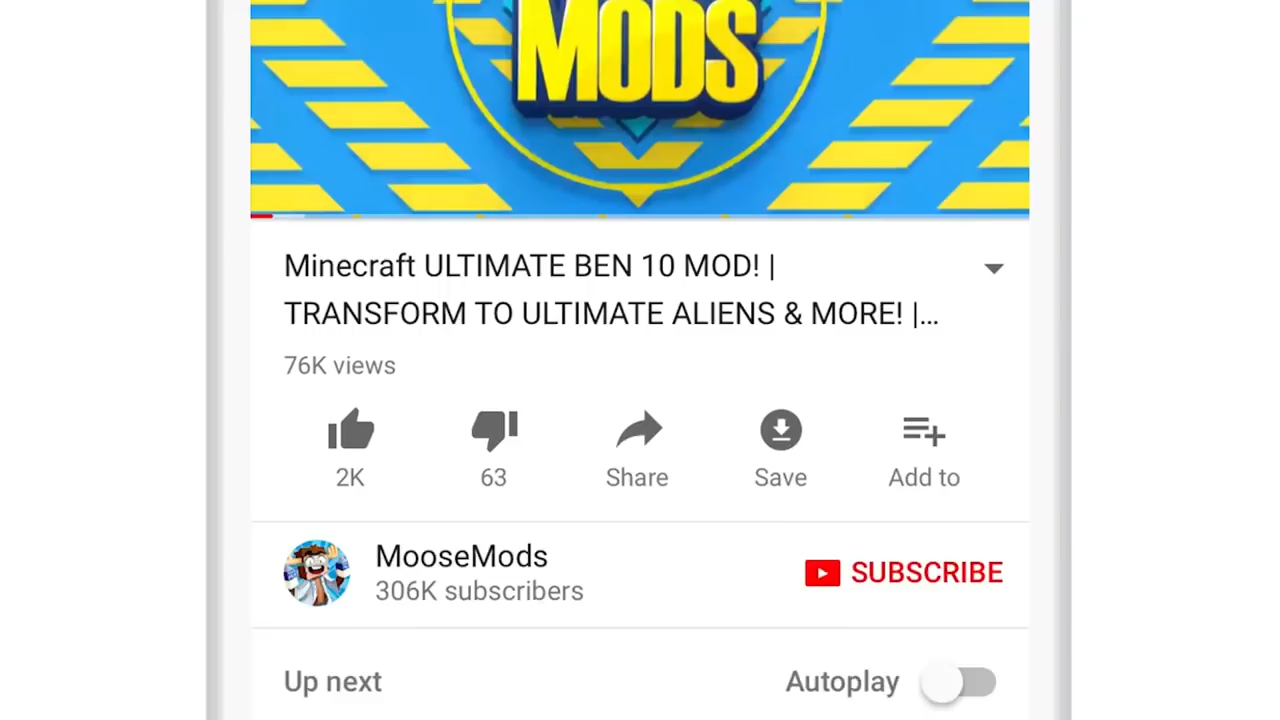 MODS
Minecraft ULTIMATE BEN 10 MOD! |
TRANSFORM TO ULTIMATE ALIENS & MORE! |...
76K views
2K 63 Share Save Add to
MooseMods
306K subscribers
SUBSCRIBE
Up next Autoplay